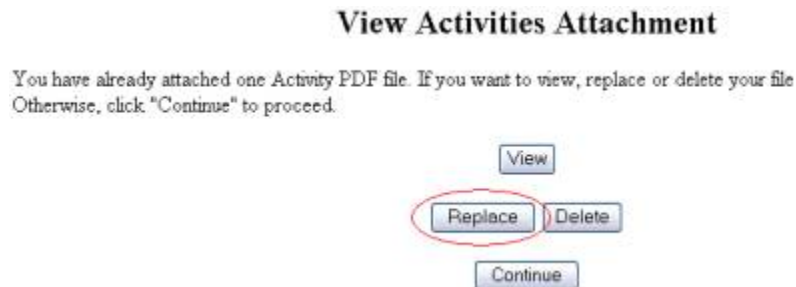 View Activities Attachment
You have already attached one Activity PDF file. If you want to view, replace or delete your file
Otherwise, click "Continue" to proceed.
View
Replace Delete
Continue